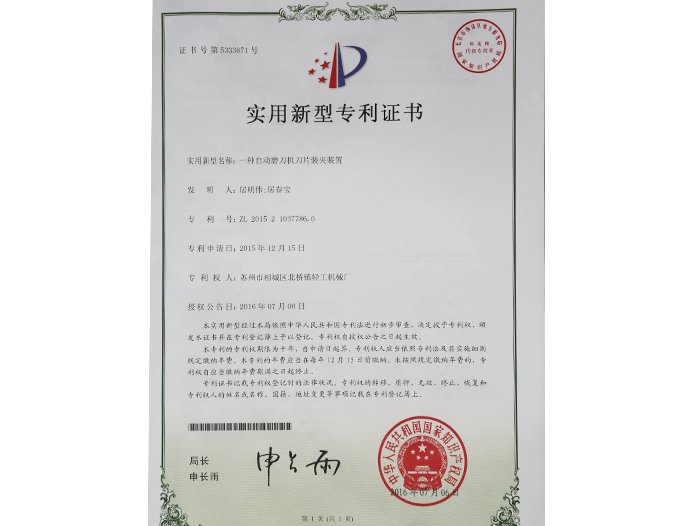 证书号第5333671号
专利
代办专用章
实用新型专利证书
实用新型名称：一种自动磨刀机刀片装夹装置
发 明 人：居明伟;居春宝
专 利 号：ZL 2015 2 1037786.0
专利申请日：2015年12月15日
专 利 权 人：苏州市相城区北桥镇轻工机械厂
授权公告日：2016年07月06日
本实用新型经过本局依照中华人民共和国专利法进行初步审查，决定授予专利权，颁
发本证书并在专利登记簿上予以登记。专利权自授权公告之日起生效。
本专利的专利权期限为十年，自申请日起算。专利权人应当依照专利法及其实施细则
规定缴纳年费。本专利的年费应当在每年12月15日前缴纳。未按照规定缴纳年费的，专
利权自应当缴纳年费期满之日起终止。
专利证书记载专利权登记时的法律状况。专利权的转移、质押、无效、终止、恢复和
专利权人的姓名或名称、国籍、地址变更等事项记载在专利登记簿上。
局长
申长雨
申长雨
中华人民共和国国家知识产权局
2016年07月06日
第1页(共1页)